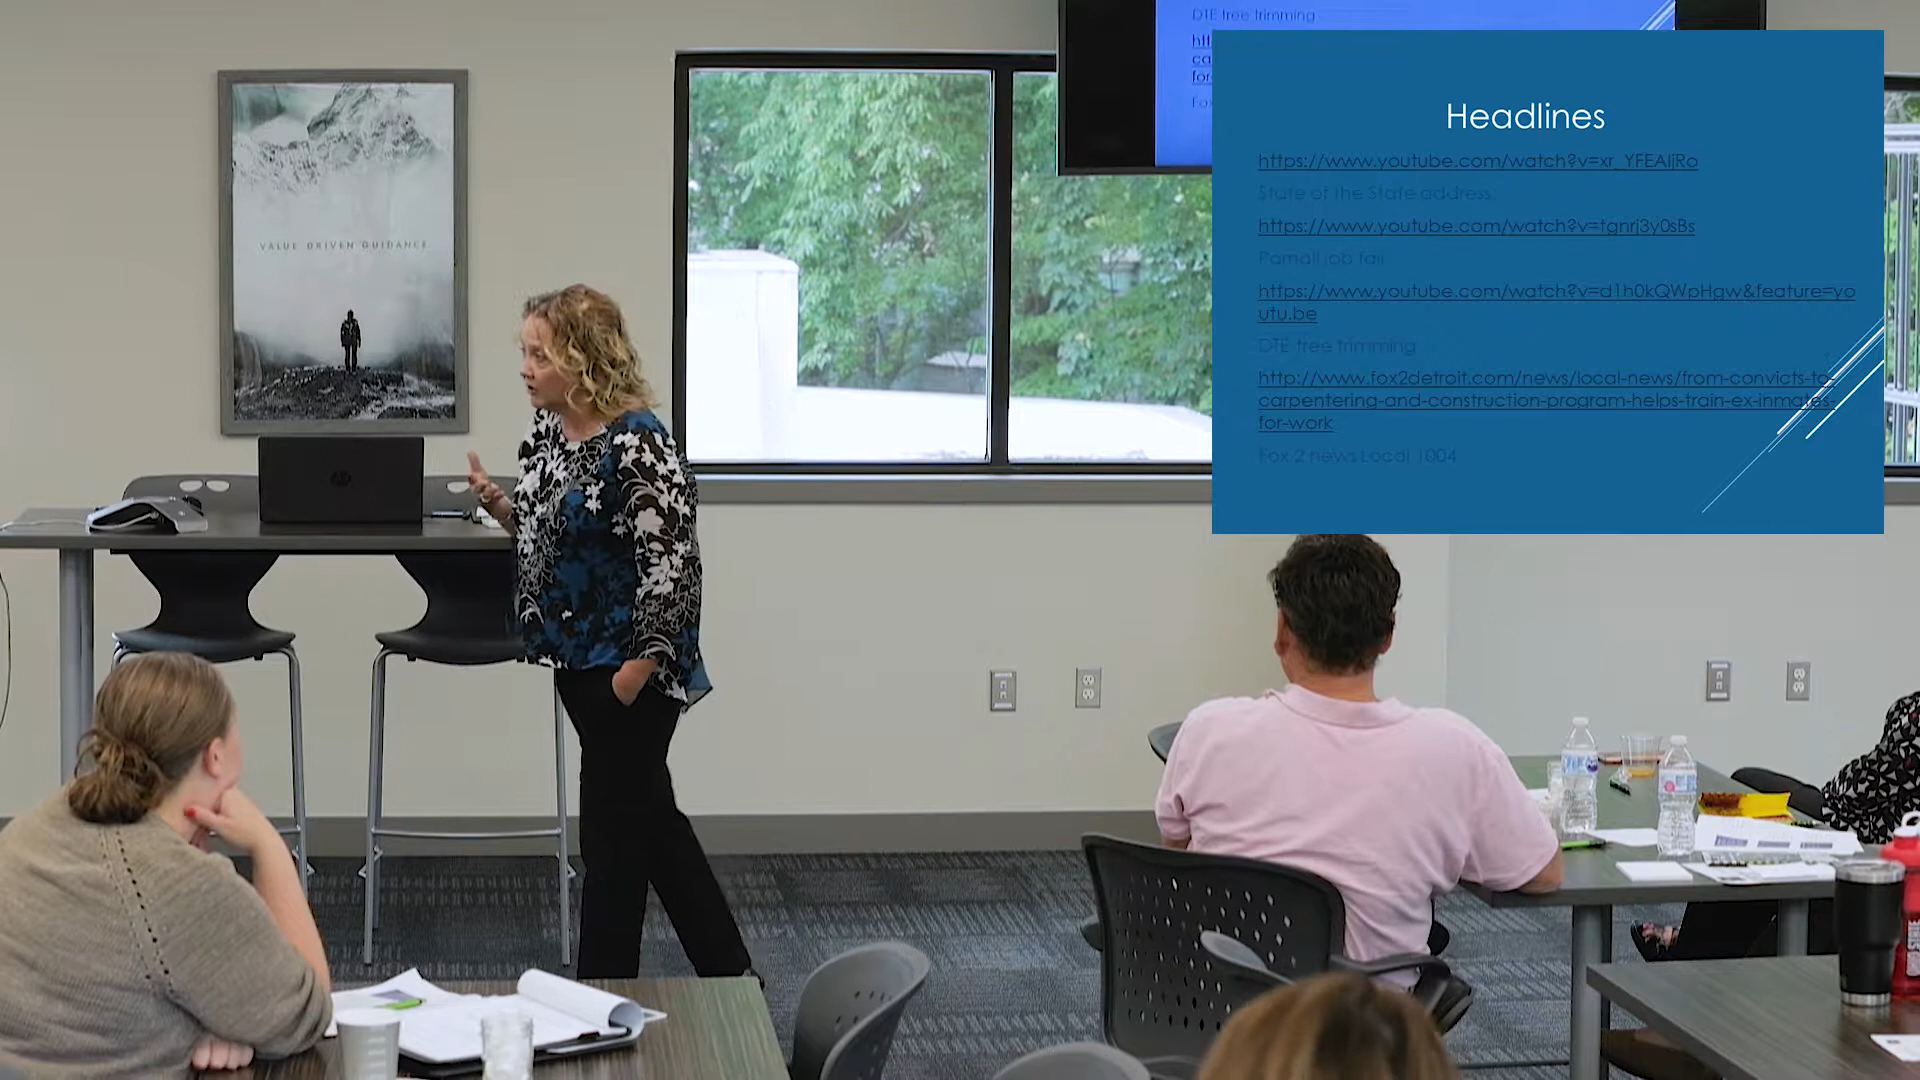 VALUE DRIVEN GUIDANCE
DTE tree trimming
Headlines
https://www.youtube.com/watch?v=xr_YFEAIjRo
State of the State address
https://www.youtube.com/watch?v=tgnrj3y0sBs
Parnall job fair
https://www.youtube.com/watch?v=d1h0kQWpHgw&feature=yo
utu.be
DTE tree trimming
http://www.fox2detroit.com/news/local-news/from-convicts-to-
carpentering-and-construction-program-helps-train-ex-inmates-
for-work
Fox 2 news Local 1004